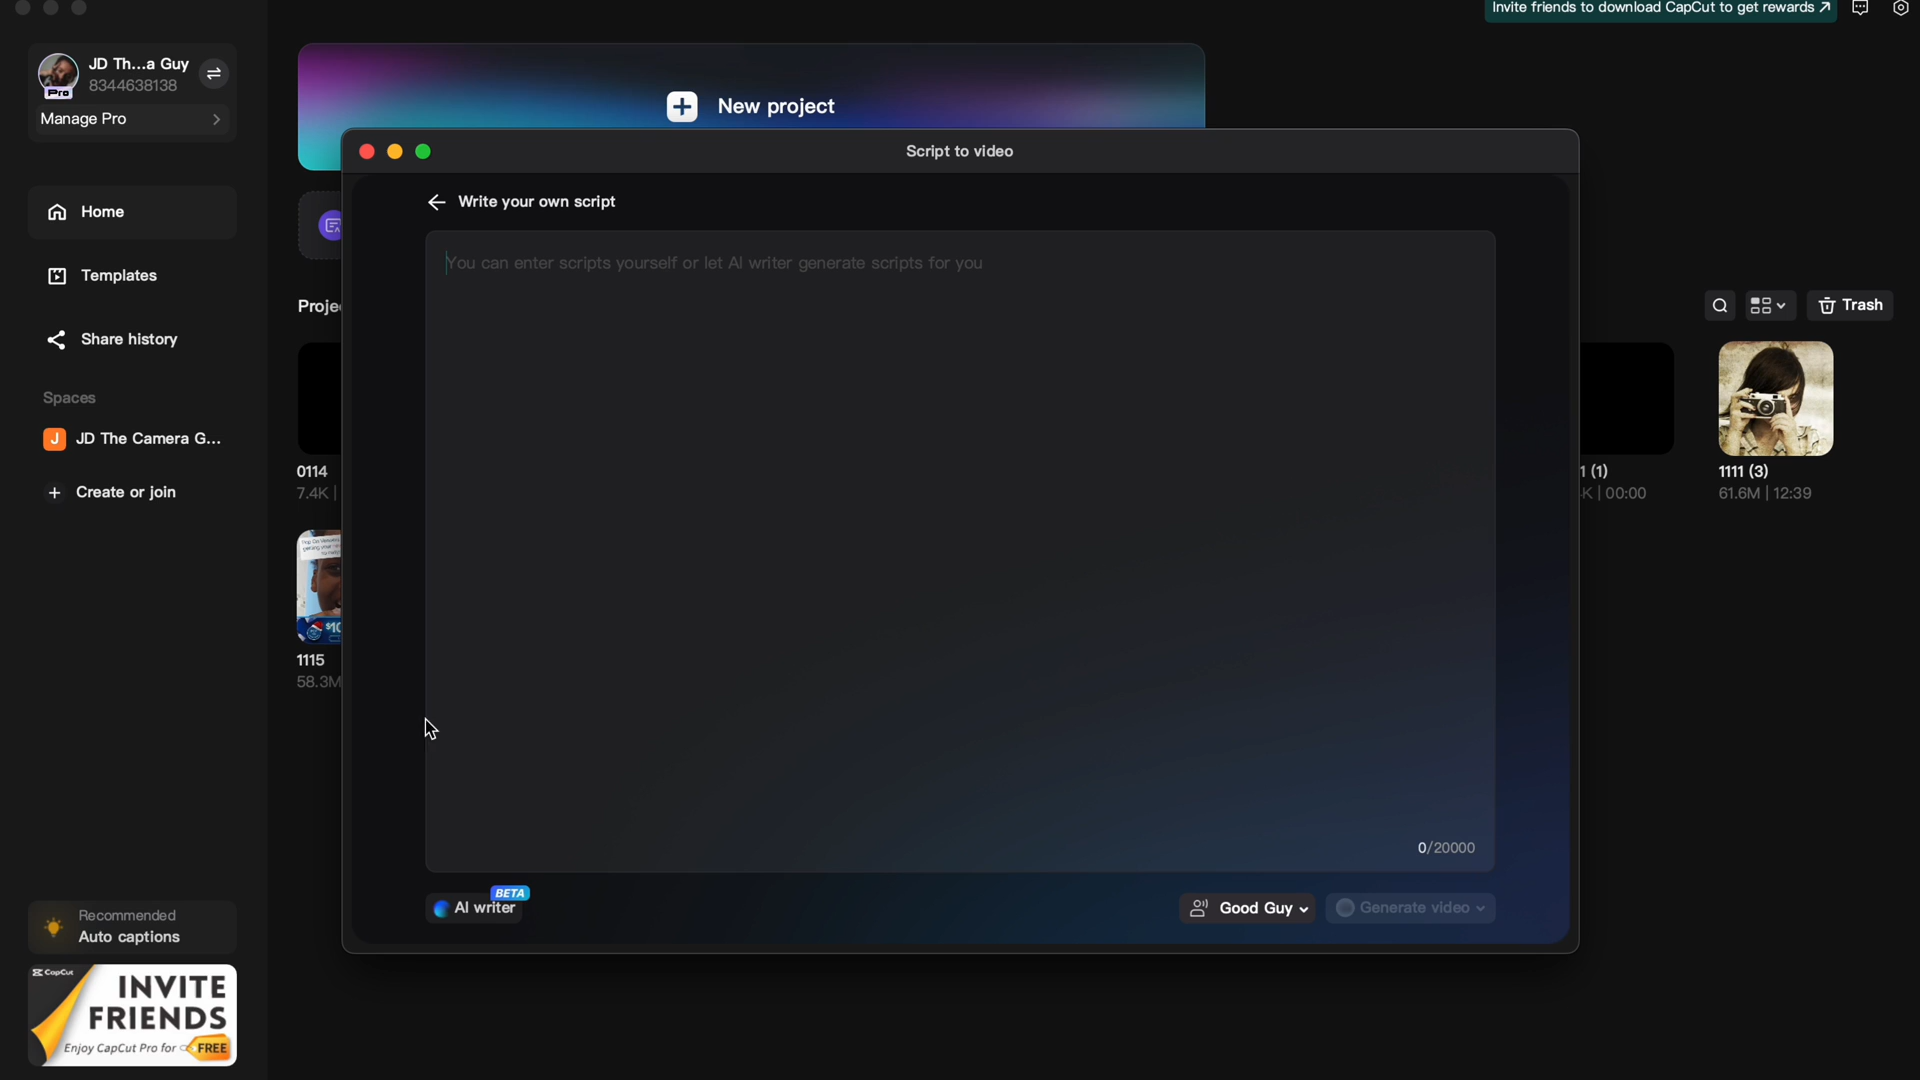 Invite friends to download CapCut to get rewards
JD Th...a Guy
8344638138
Pro
Manage Pro
New project
Script to video
Write your own script
Home
You can enter scripts yourself or let AI writer generate scripts for you
Templates
Projec
Trash
Share history
Spaces
J JD The Camera G...
0114
1 (1)
1111 (3)
7.4K |
K | 00:00
61.6M | 12:39
Create or join
$10
1115
58.3M
0/20000
BETA
AI writer
Good Guy
Generate video
Recommended
Auto captions
CapCut
INVITE
FRIENDS
Enjoy CapCut Pro for FREE